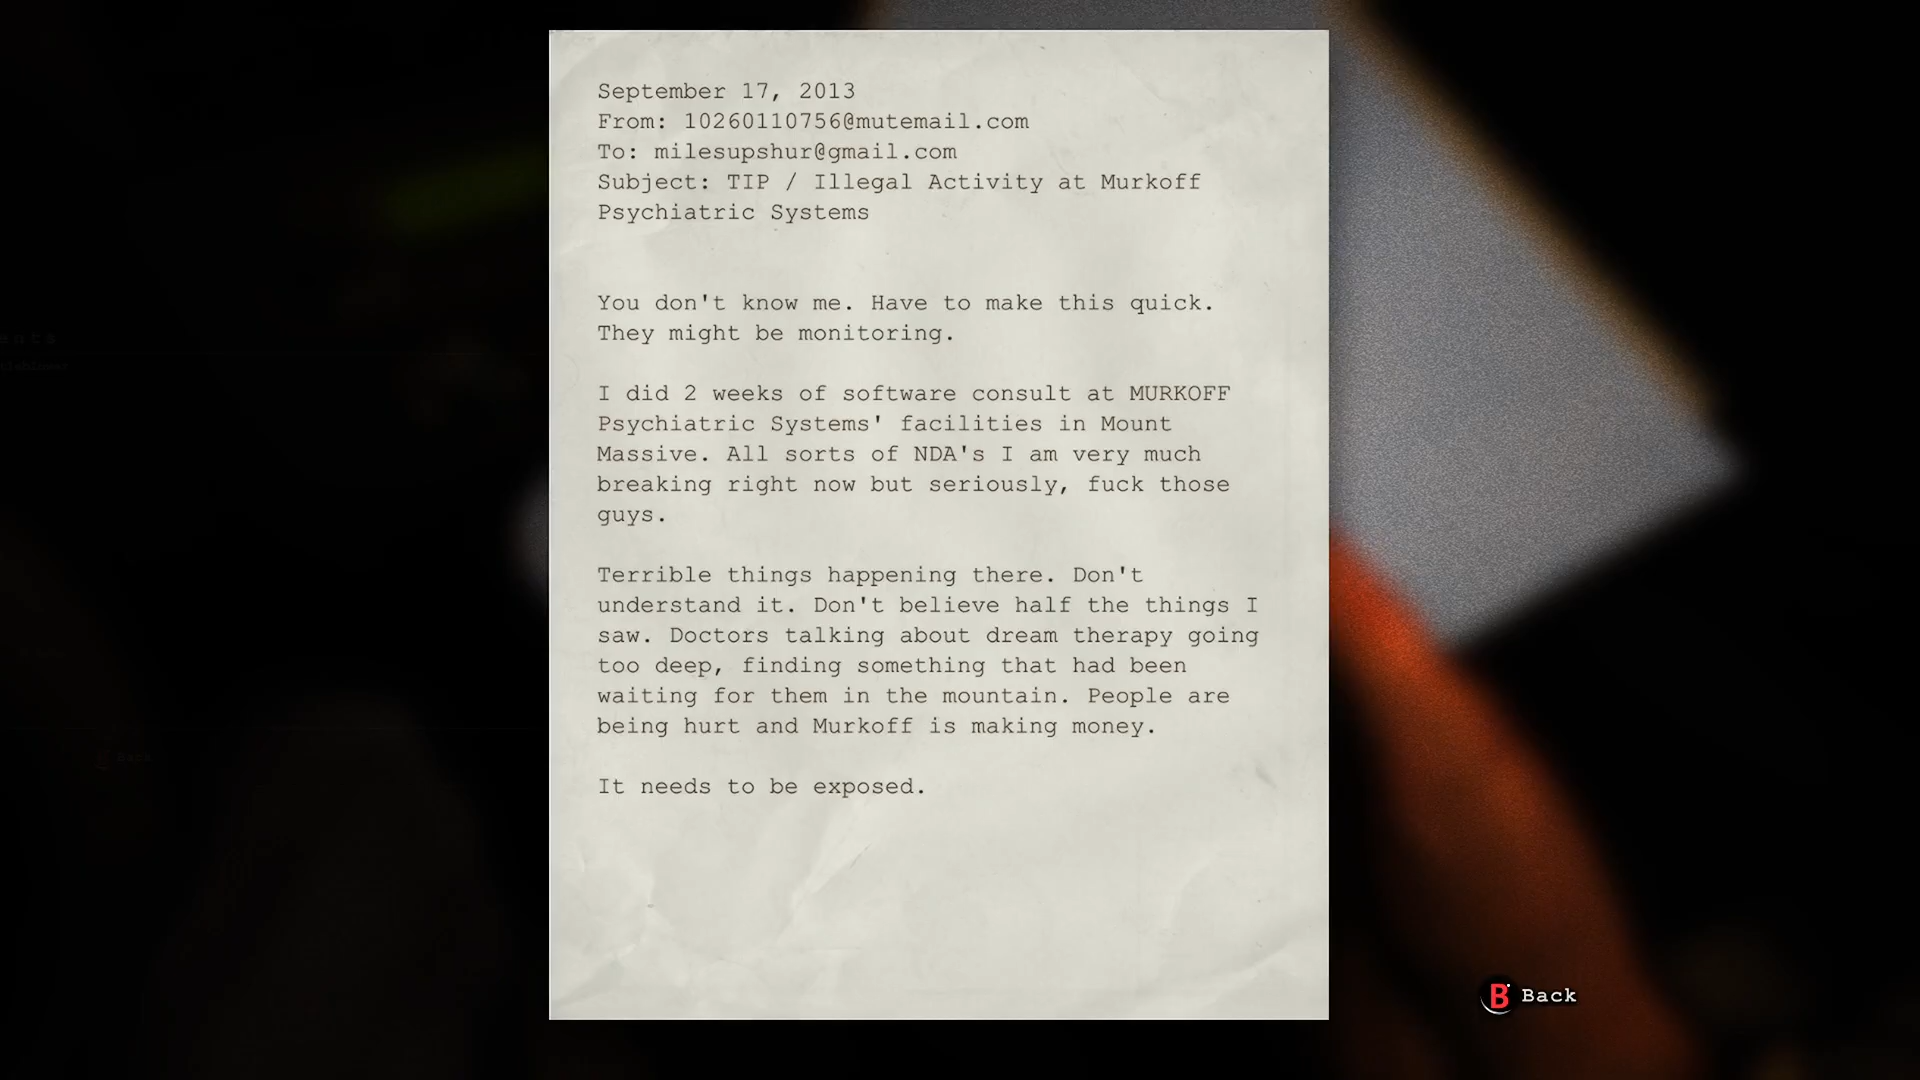 September 17, 2013
From: 10260110756@mutemail.com
To: milesupshur@gmail.com
Subject: TIP / Illegal Activity at Murkoff
Psychiatric Systems
You don't know me. Have to make this quick.
They might be monitoring.
I did 2 weeks of software consult at MURKOFF
Psychiatric Systems' facilities in Mount
Massive. All sorts of NDA's I am very much
breaking right now but seriously, fuck those
guys.
Terrible things happening there. Don't
understand it. Don't believe half the things I
saw. Doctors talking about dream therapy going
too deep, finding something that had been
waiting for them in the mountain. People are
being hurt and Murkoff is making money.
It needs to be exposed.
B Back
Back